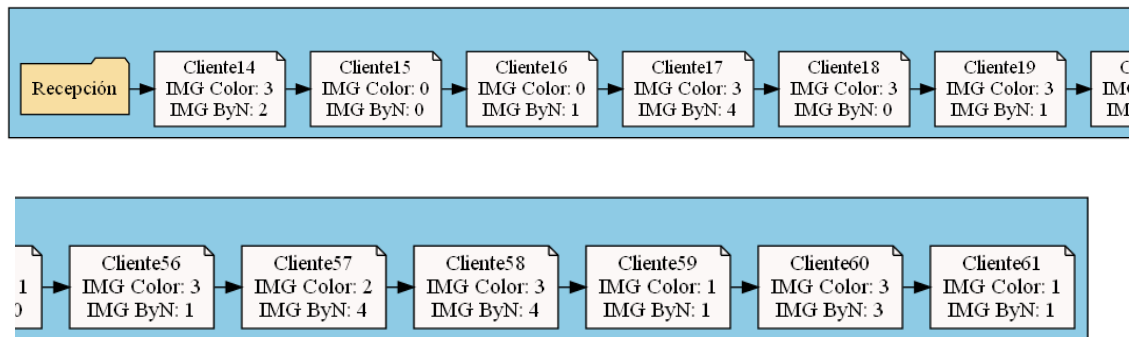 Recepción
Cliente14
IMG Color: 3
IMG ByN: 2
Cliente15
IMG Color: 0
IMG ByN: 0
Cliente16
IMG Color: 0
IMG ByN: 1
Cliente17
IMG Color: 3
IMG ByN: 4
Cliente18
IMG Color: 3
IMG ByN: 0
Cliente19
IMG Color: 3
IMG ByN: 1
1
0
Cliente56
IMG Color: 3
IMG ByN: 1
Cliente57
IMG Color: 2
IMG ByN: 4
Cliente58
IMG Color: 3
IMG ByN: 4
Cliente59
IMG Color: 1
IMG ByN: 1
Cliente60
IMG Color: 3
IMG ByN: 3
Cliente61
IMG Color: 1
IMG ByN: 1